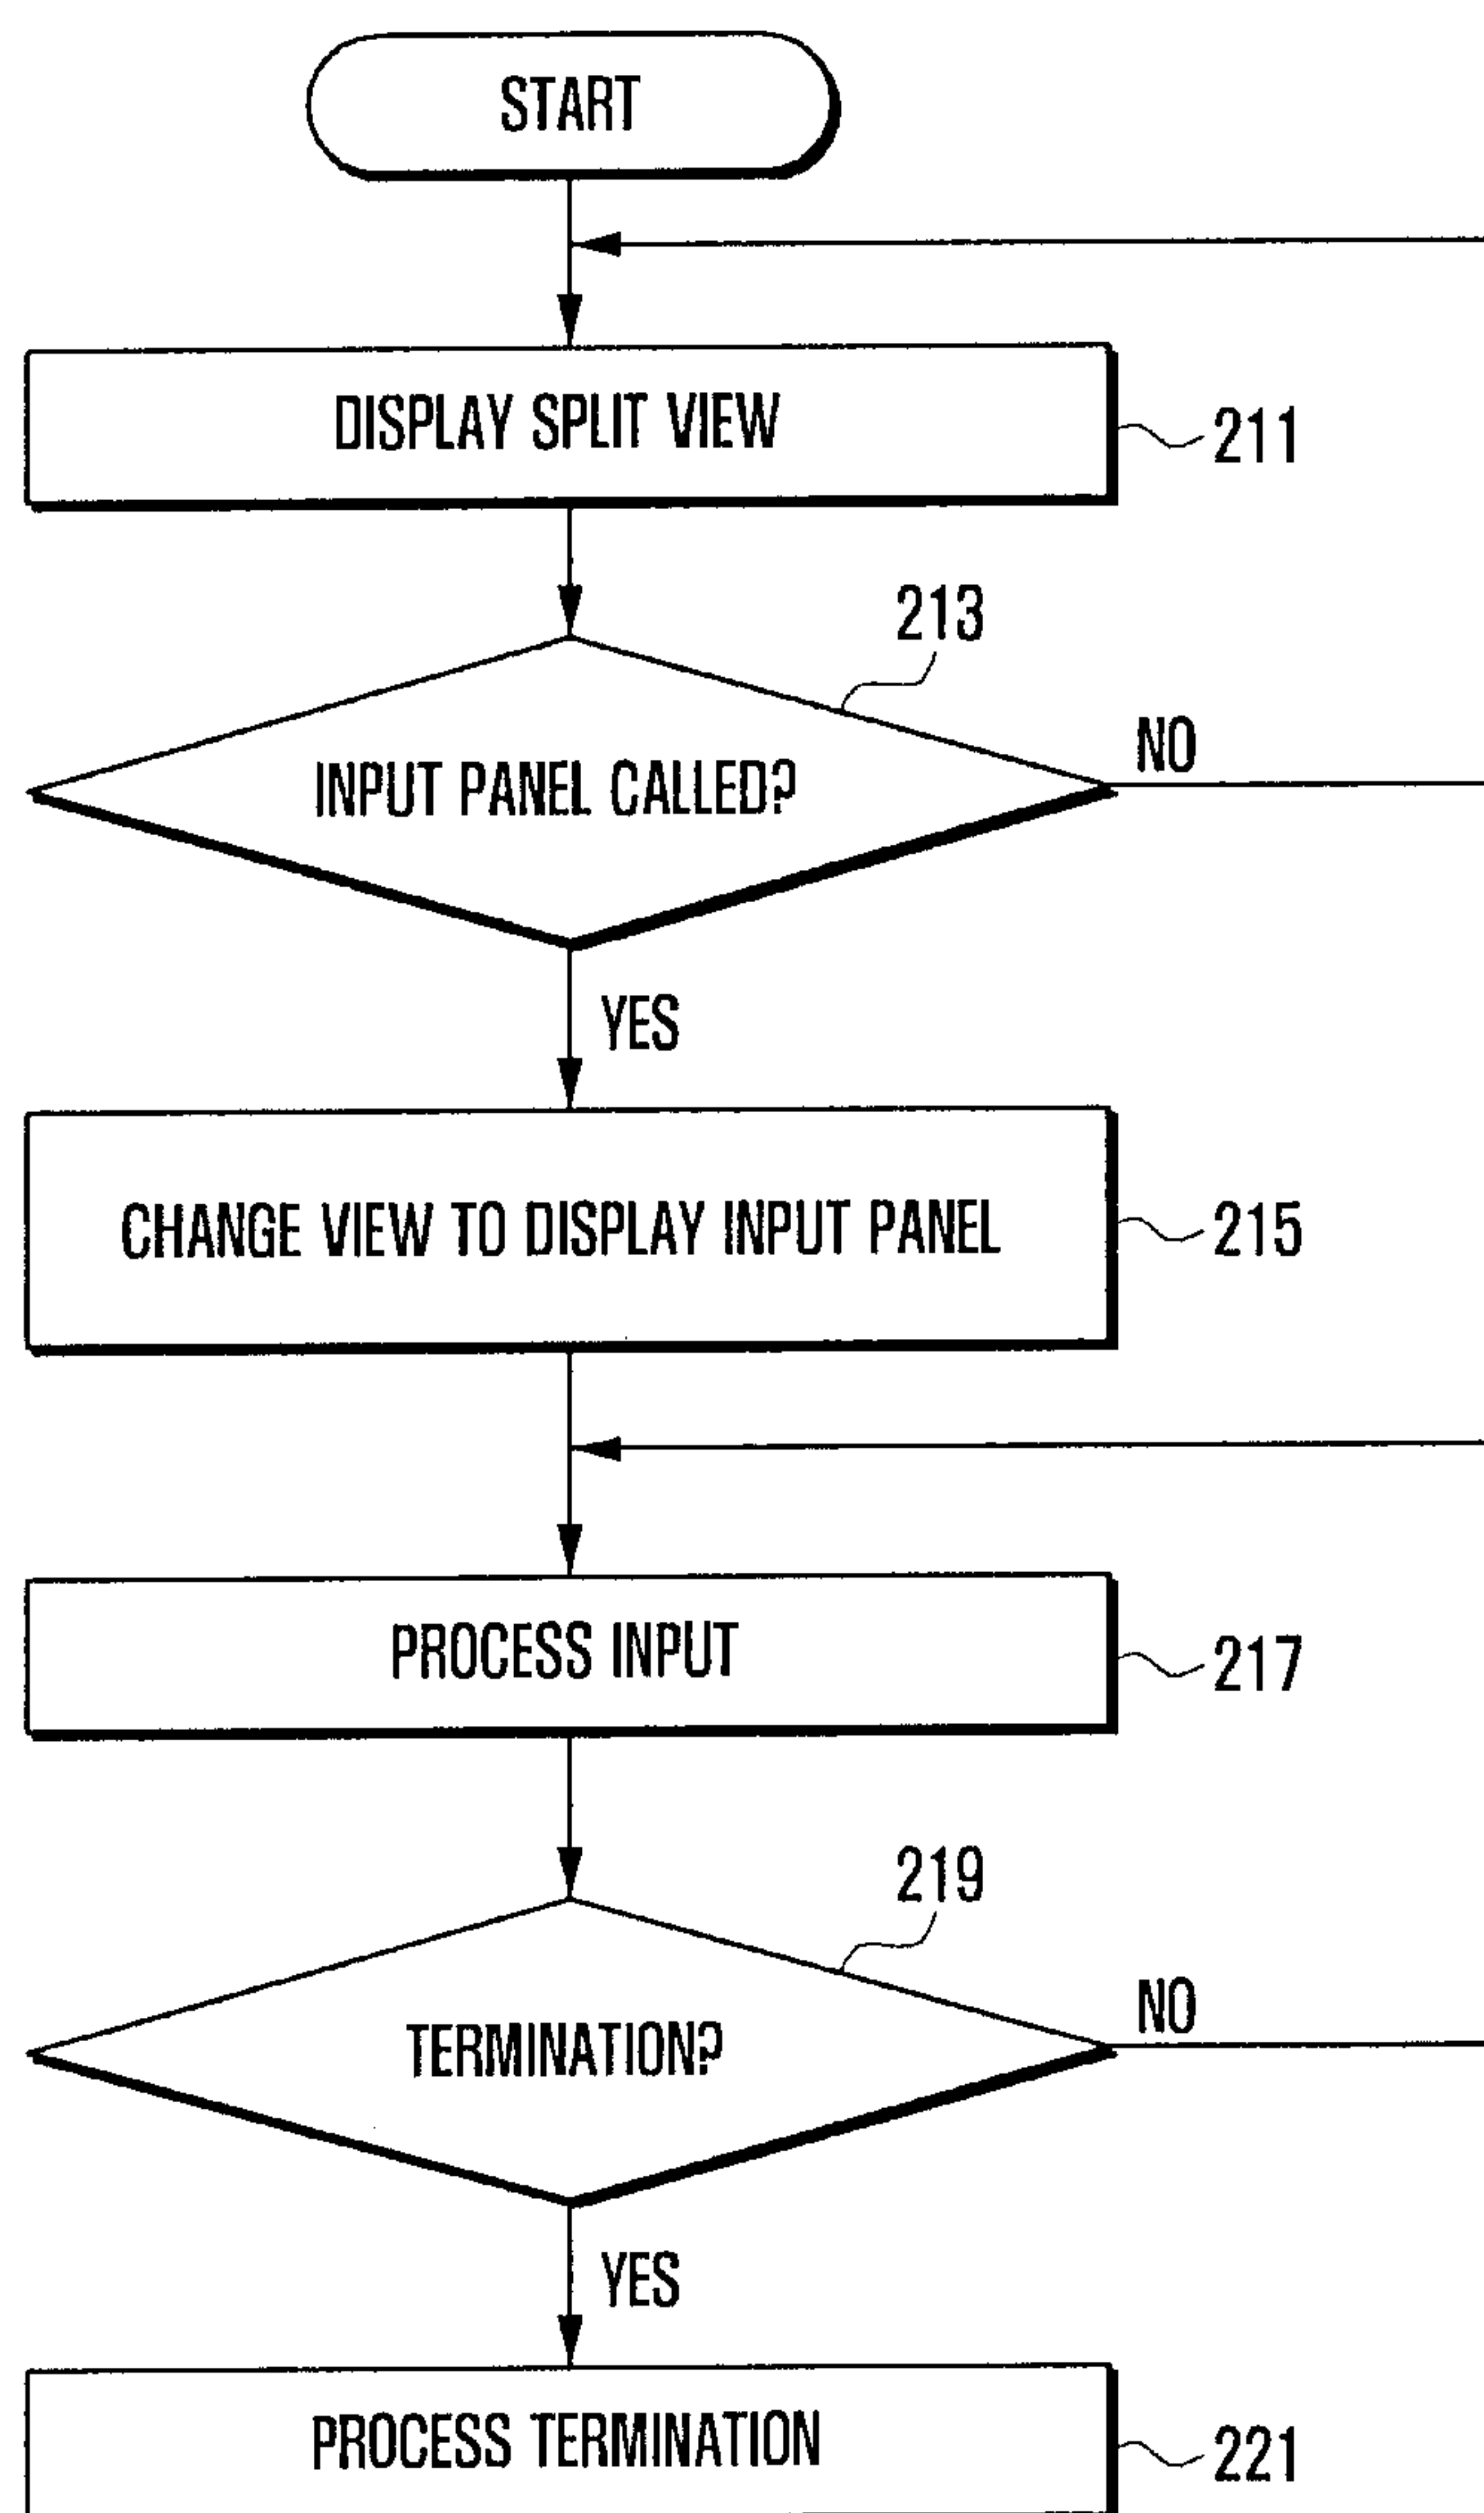 START
DISPLAY SPLIT VIEW
211
213
INPUT PANEL CALLED?
NO
YES
CHANGE VIEW TO DISPLAY INPUT PANEL
215
PROCESS INPUT
217
219
TERMINATION?
NO
YES
PROCESS TERMINATION
221